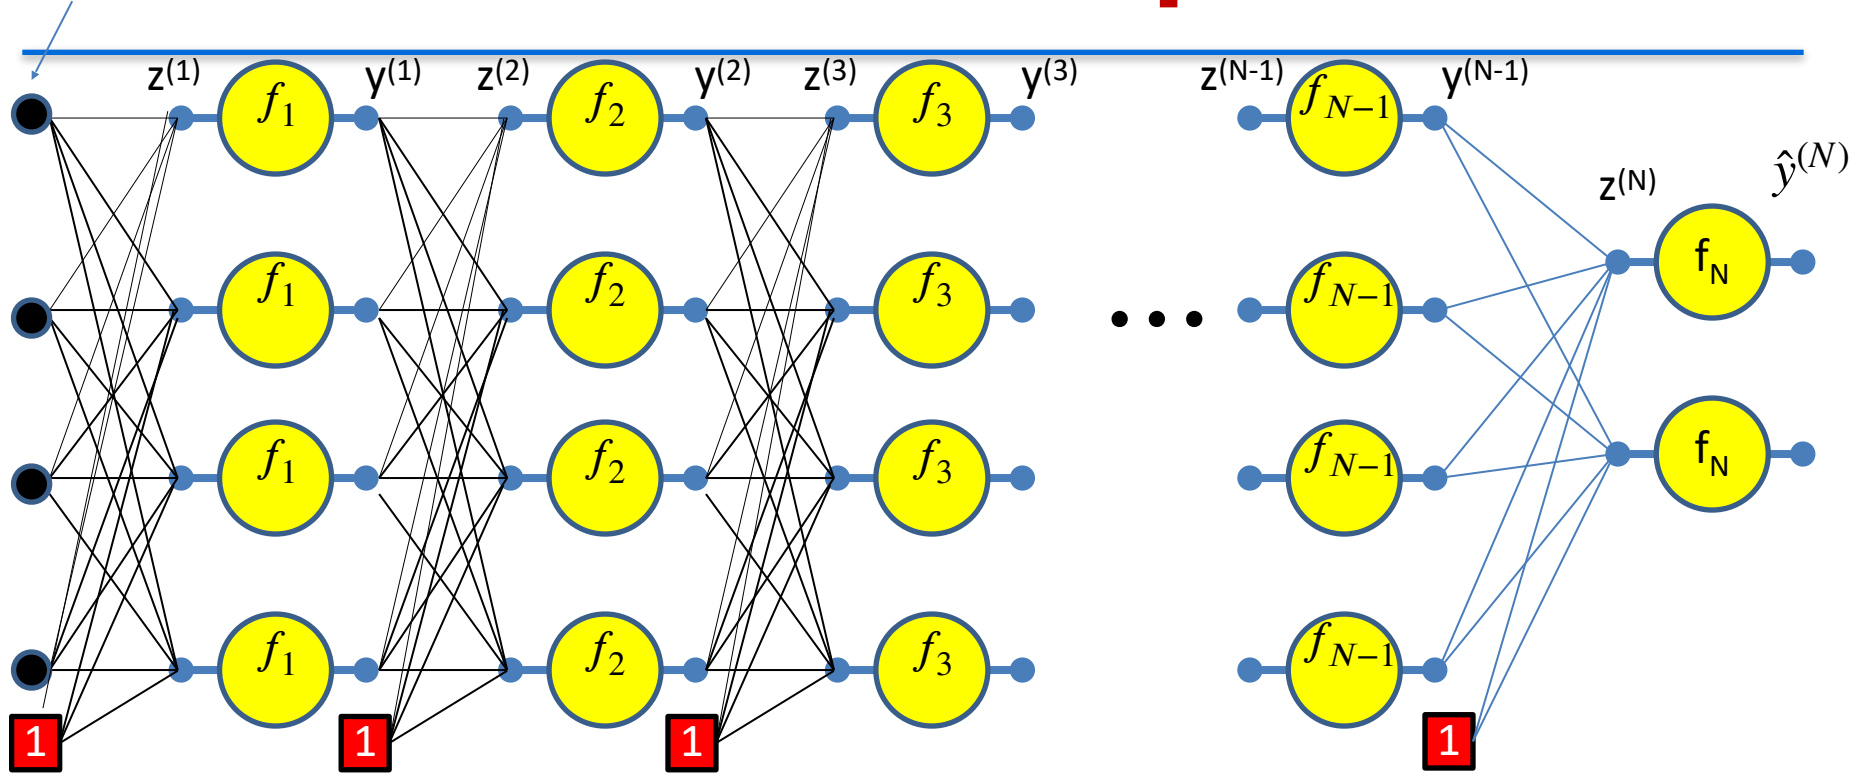 z(1) y(1) z(2) y(2) z(3) y(3) z(N-1) y(N-1)
f1 f2 f3 fN−1
ŷ(N)
z(N)
fN
f1 f2 f3 fN−1
f1 f2 f3 fN−1
fN
f1 f2 f3 fN−1
1 1 1 1